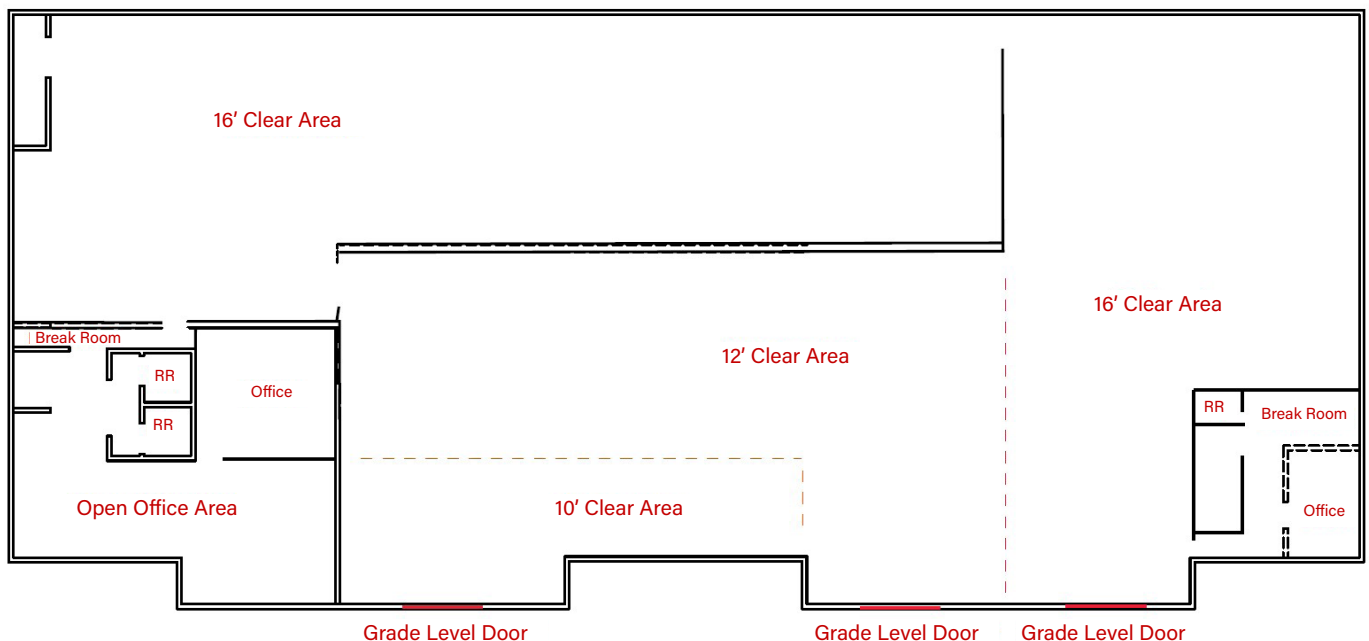 16' Clear Area
16' Clear Area
Break Room
12' Clear Area
RR
Office
RR
Break Room
RR
Open Office Area
10' Clear Area
Office
Grade Level Door
Grade Level Door
Grade Level Door